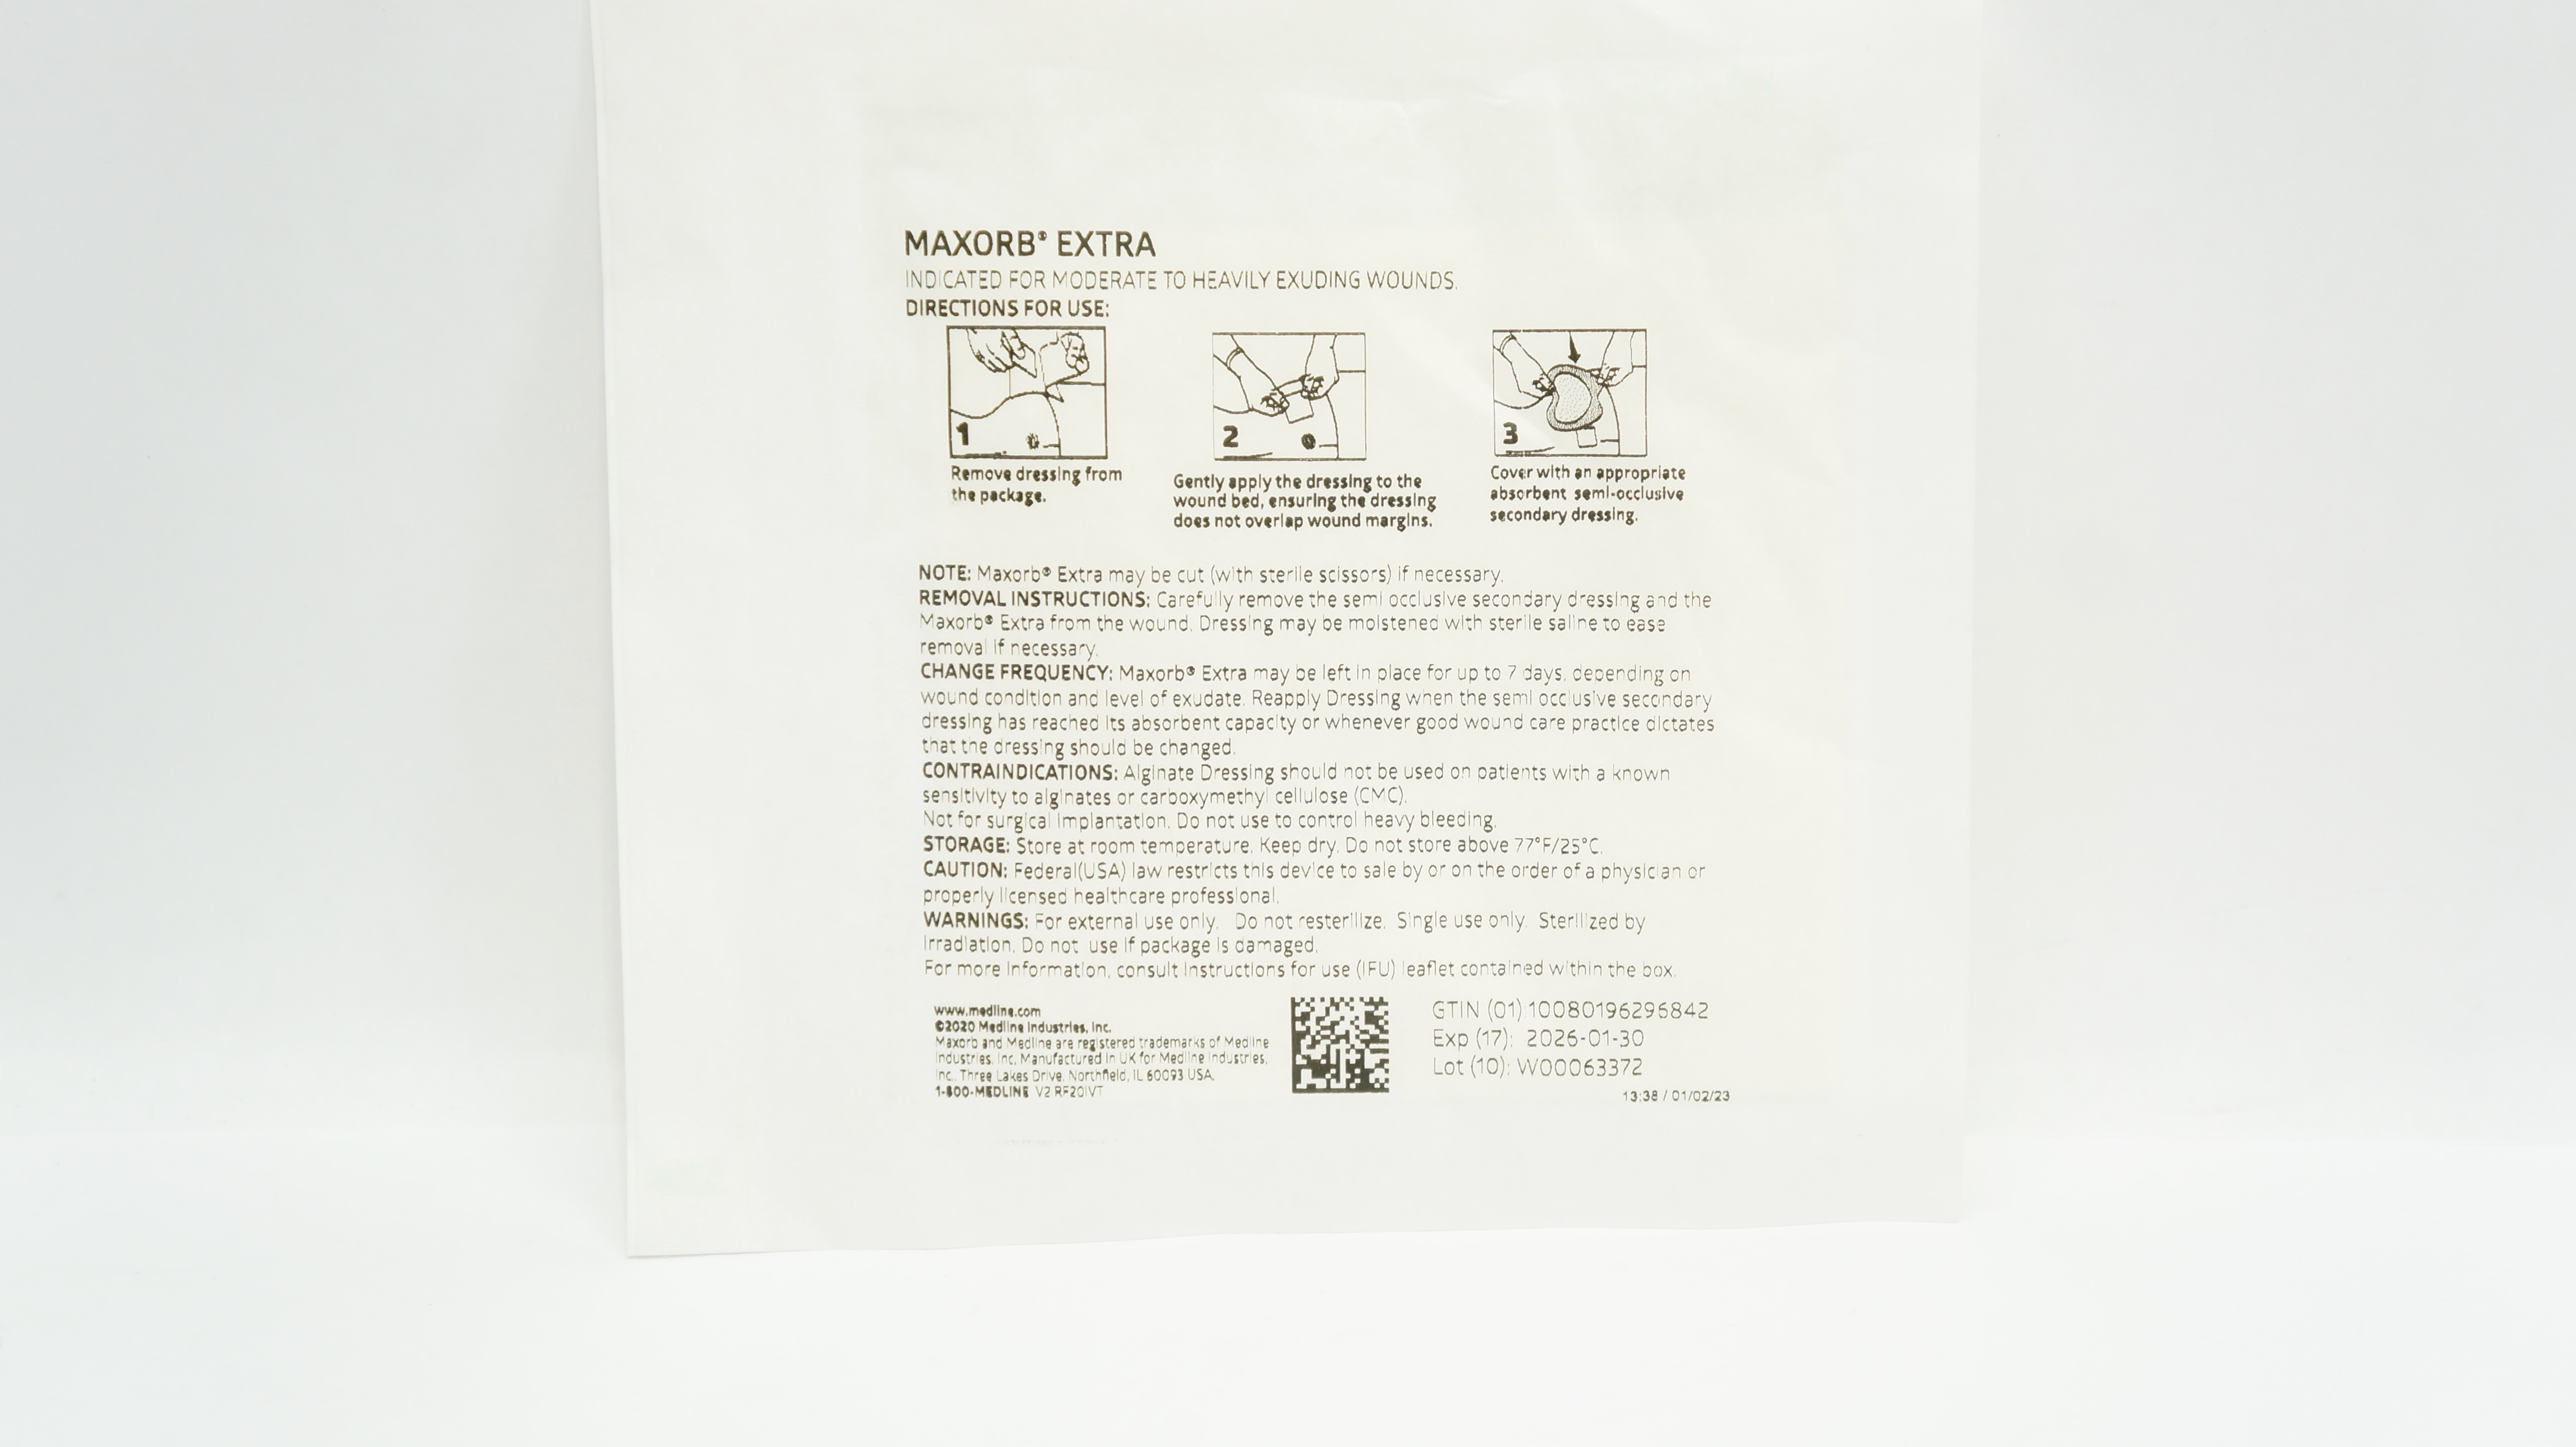 MAXORB® EXTRA
INDICATED FOR MODERATE TO HEAVILY EXUDING WOUNDS.
DIRECTIONS FOR USE:
1
2
3
Remove dressing from
the package.
Gently apply the dressing to the
wound bed, ensuring the dressing
does not overlap wound margins.
Cover with an appropriate
absorbent semi-occlusive
secondary dressing.
NOTE: Maxorb® Extra may be cut (with sterile scissors) if necessary.
REMOVAL INSTRUCTIONS: Carefully remove the semi occlusive secondary dressing and the
Maxorb® Extra from the wound. Dressing may be moistened with sterile saline to ease
removal if necessary.
CHANGE FREQUENCY: Maxorb® Extra may be left in place for up to 7 days, depending on
wound condition and level of exudate. Reapply Dressing when the semi occlusive secondary
dressing has reached its absorbent capacity or whenever good wound care practice dictates
that the dressing should be changed.
CONTRAINDICATIONS: Alginate Dressing should not be used on patients with a known
sensitivity to alginates or carboxymethyl cellulose (CMC).
Not for surgical implantation. Do not use to control heavy bleeding.
STORAGE: Store at room temperature. Keep dry. Do not store above 77°F/25°C.
CAUTION: Federal(USA) law restricts this device to sale by or on the order of a physician or
properly licensed healthcare professional.
WARNINGS: For external use only. Do not resterilize. Single use only. Sterilized by
irradiation. Do not use if package is damaged.
For more information, consult instructions for use (IFU) leaflet contained within the box.
www.medline.com
©2020 Medline Industries, Inc.
Maxorb and Medline are registered trademarks of Medline
Industries, Inc. Manufactured in UK for Medline Industries,
Inc., Three Lakes Drive, Northfield, IL 60093 USA.
1-800-MEDLINE V2 RF20IVT
GTIN (01) 10080196296842
Exp (17): 2026-01-30
Lot (10): W00063372
13:38 / 01/02/23